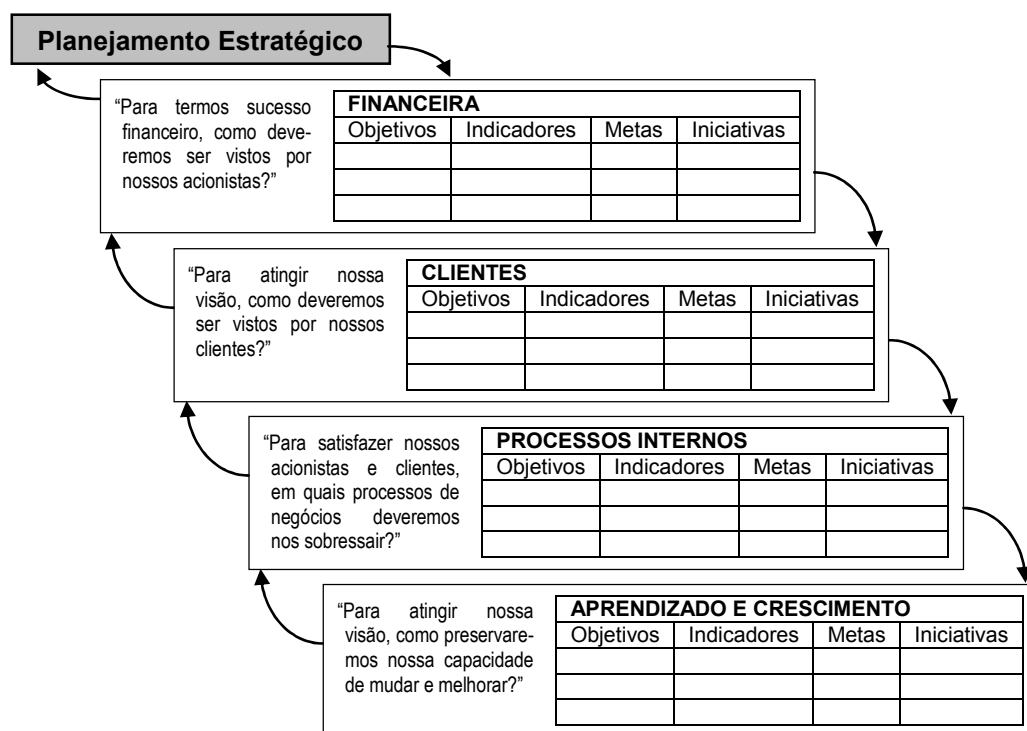 Planejamento Estratégico
“Para termos sucesso
financeiro, como deve-
remos ser vistos por
nossos acionistas?”
FINANCEIRA
Objetivos Indicadores Metas Iniciativas
“Para atingir nossa
visão, como deveremos
ser vistos por nossos
clientes?”
CLIENTES
Objetivos Indicadores Metas Iniciativas
“Para satisfazer nossos
acionistas e clientes,
em quais processos de
negócios deveremos
nos sobressair?”
PROCESSOS INTERNOS
Objetivos Indicadores Metas Iniciativas
“Para atingir nossa
visão, como preservare-
mos nossa capacidade
de mudar e melhorar?”
APRENDIZADO E CRESCIMENTO
Objetivos Indicadores Metas Iniciativas